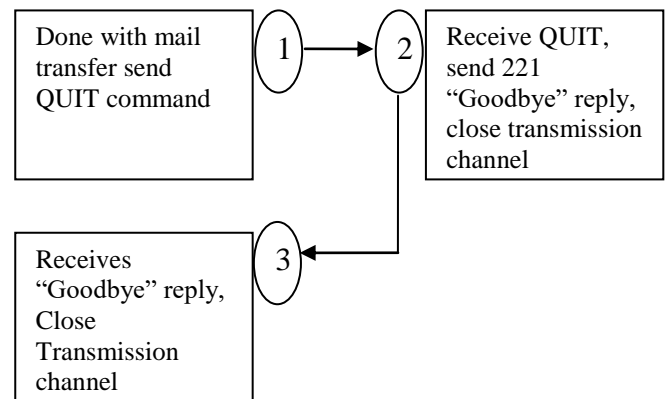 Done with mail
transfer send
QUIT command
1
2
Receive QUIT,
send 221
“Goodbye” reply,
close transmission
channel
Receives
“Goodbye” reply,
Close
Transmission
channel
3